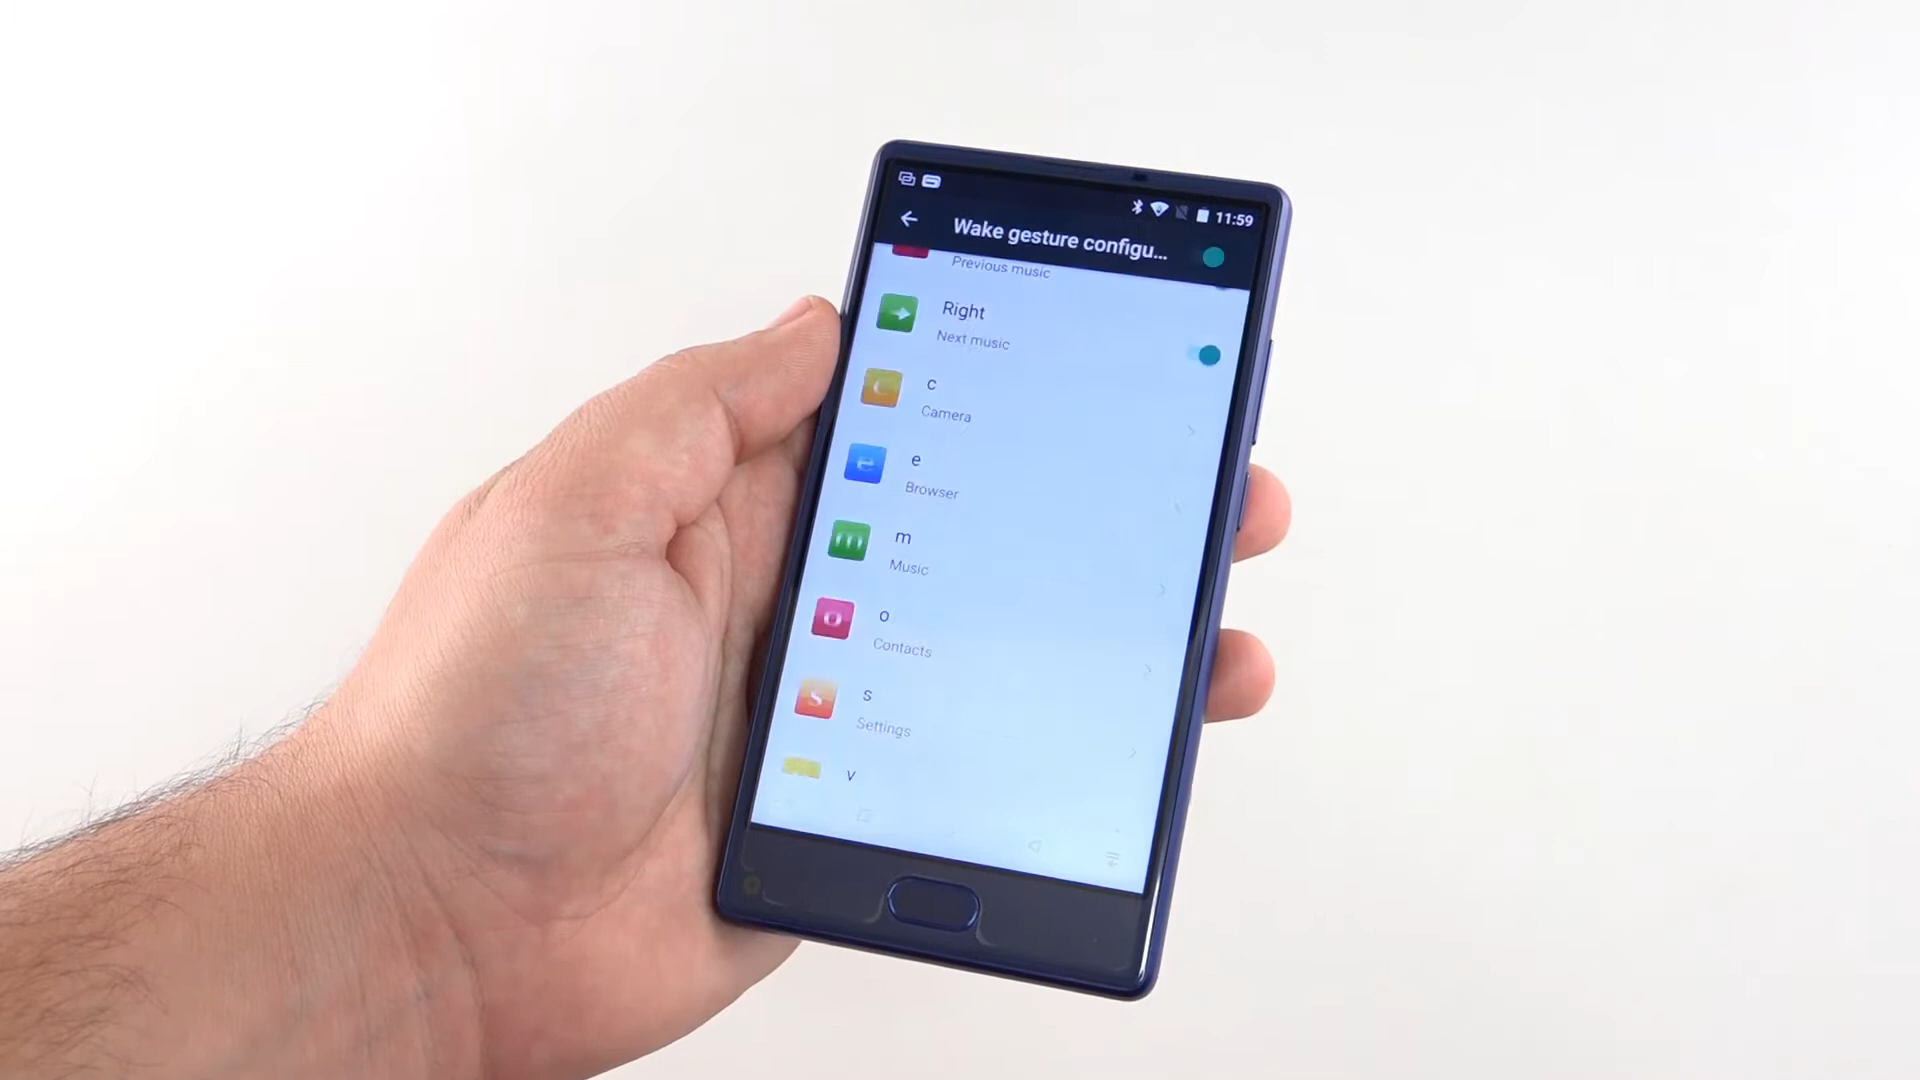 11:59
Wake gesture configu...
Previous music
Right
Next music
c
c
Camera
e
e
Browser
m
m
Music
o
o
Contacts
s
s
Settings
v